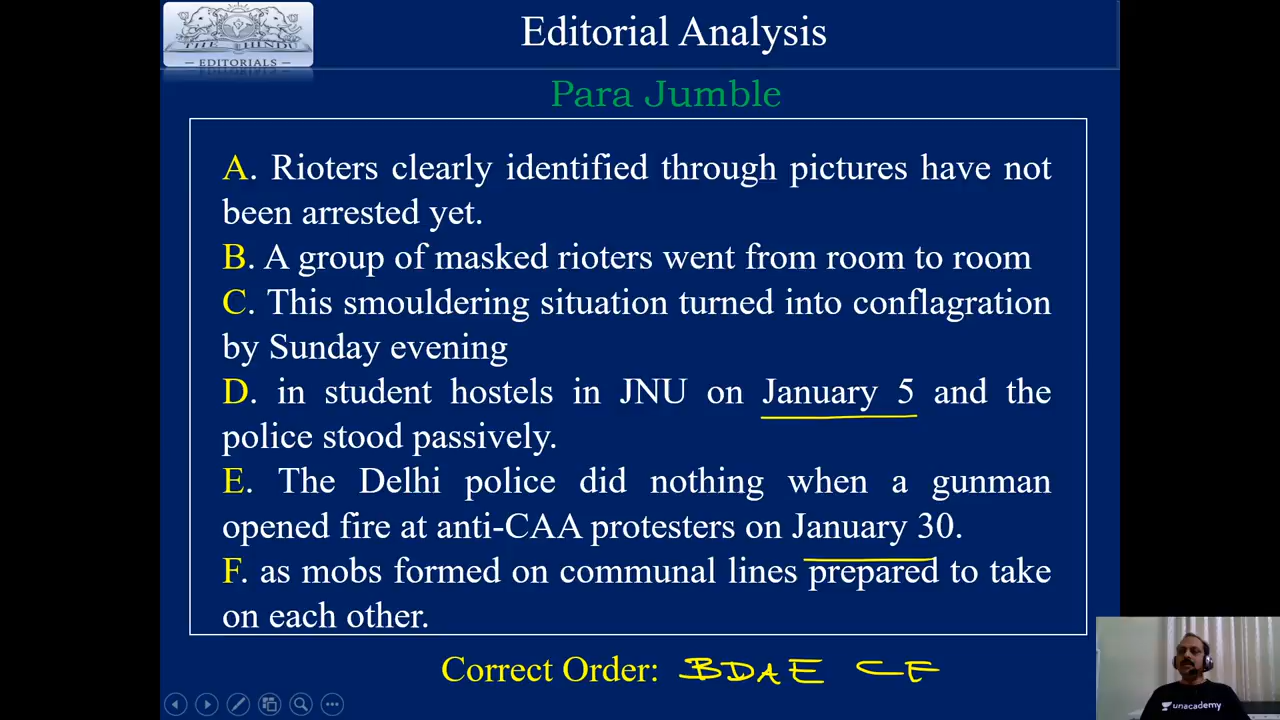 THE HINDU
EDITORIALS
Editorial Analysis
Para Jumble
A. Rioters clearly identified through pictures have not
been arrested yet.
B. A group of masked rioters went from room to room
C. This smouldering situation turned into conflagration
by Sunday evening
D. in student hostels in JNU on January 5 and the
police stood passively.
E. The Delhi police did nothing when a gunman
opened fire at anti-CAA protesters on January 30.
F. as mobs formed on communal lines prepared to take
on each other.
Correct Order: BDAE CF
unacademy